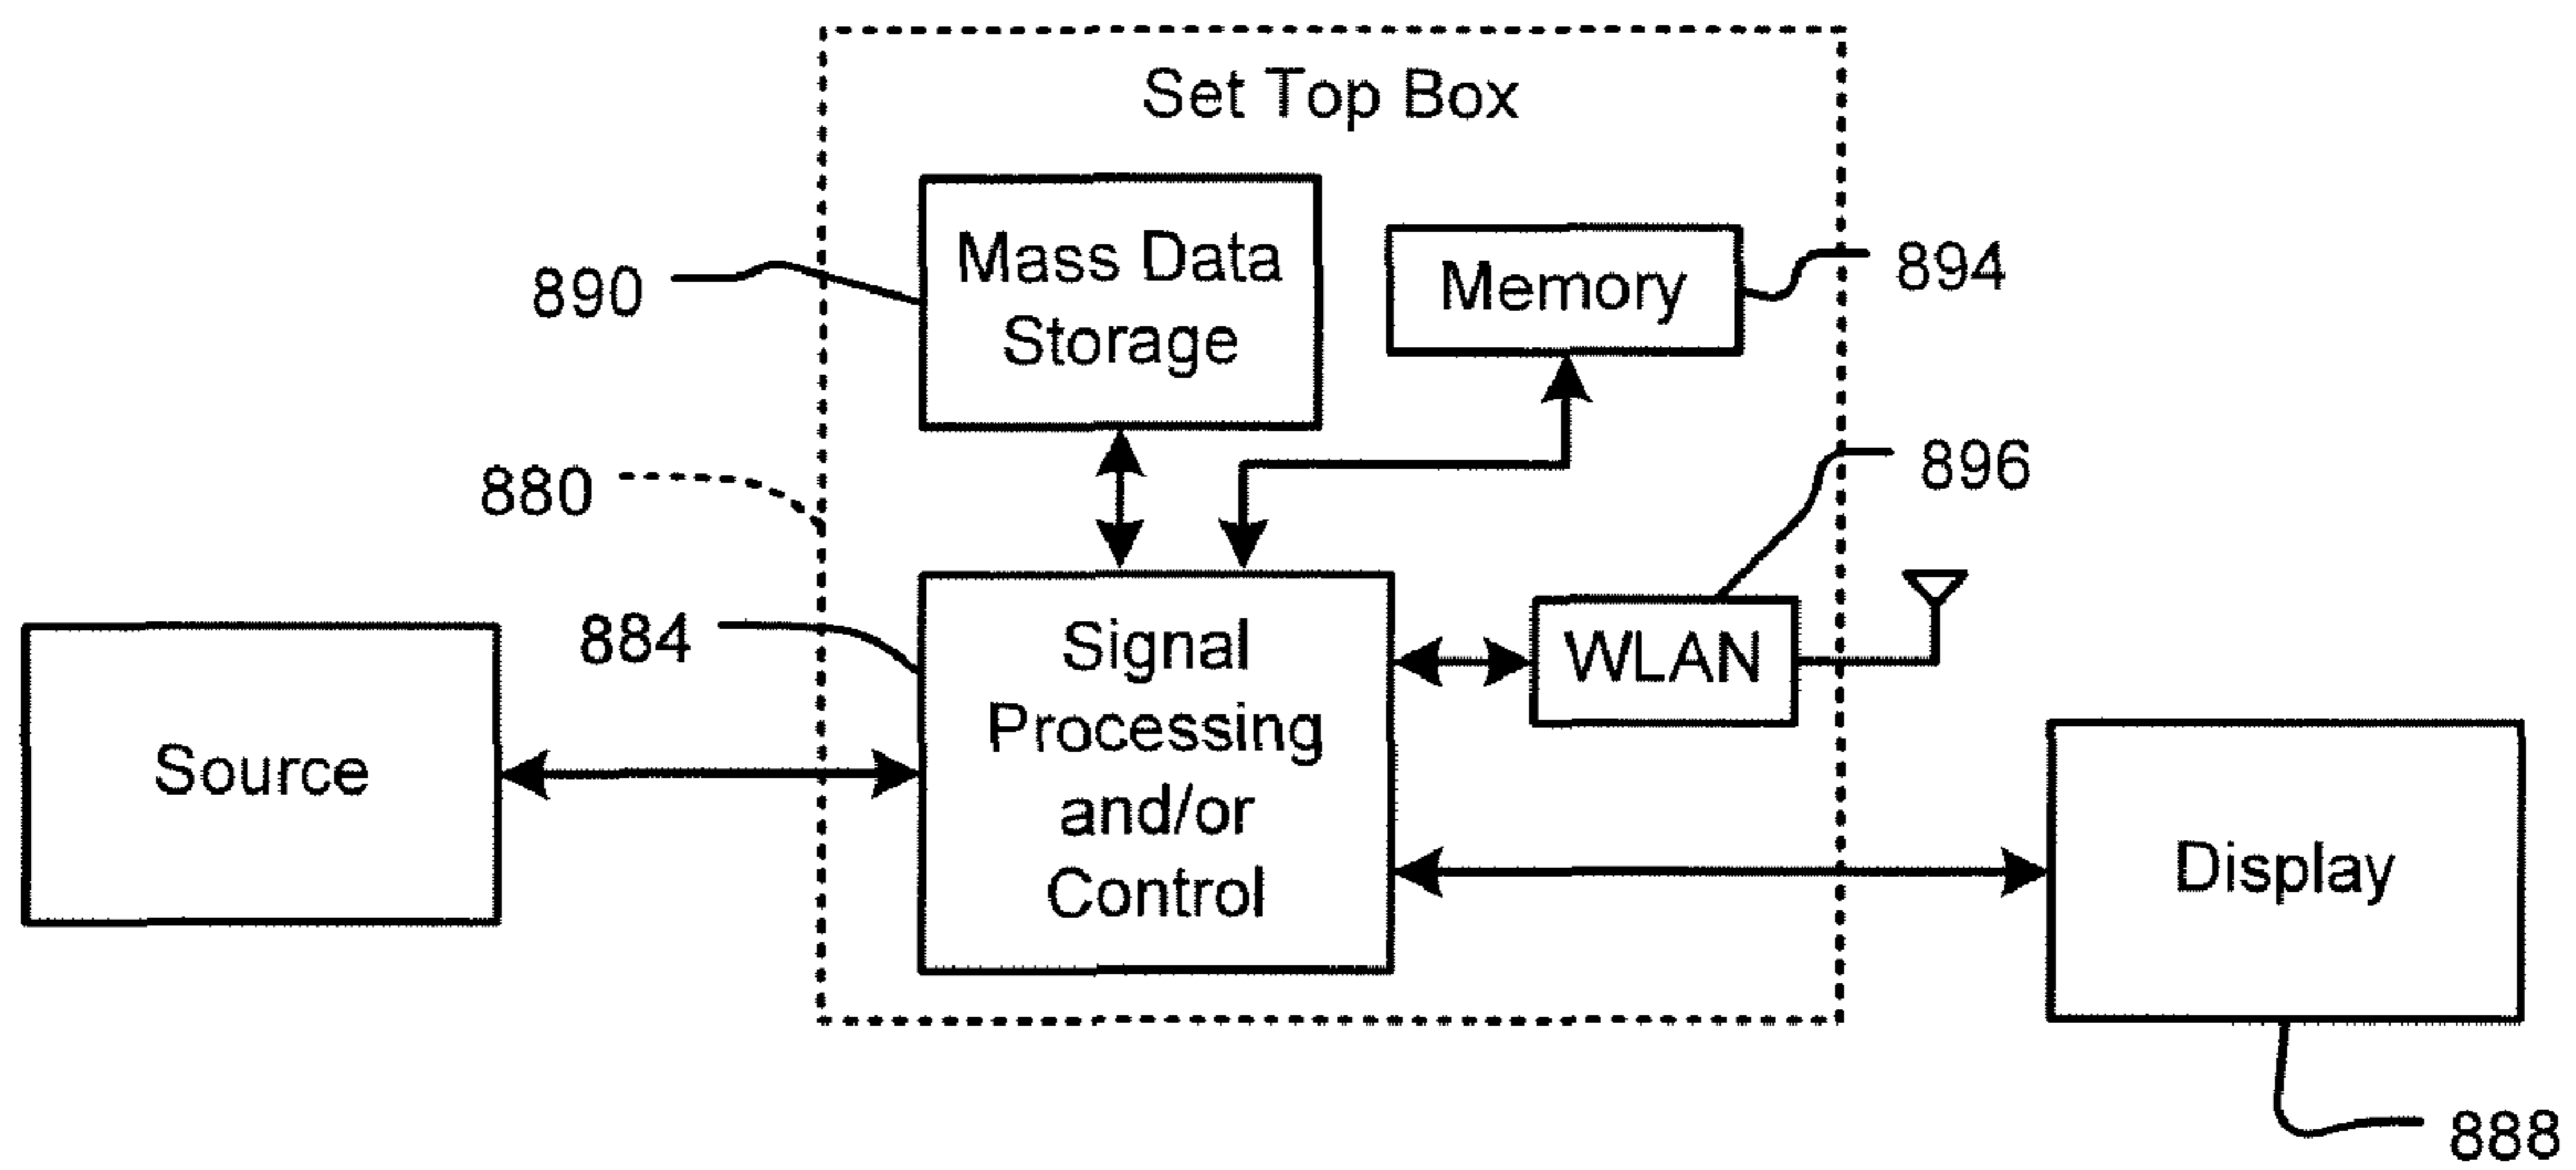 Set Top Box
Mass Data
Storage
Memory
890
894
880
896
884
Signal
Processing
and/or
Control
WLAN
Source
Display
888